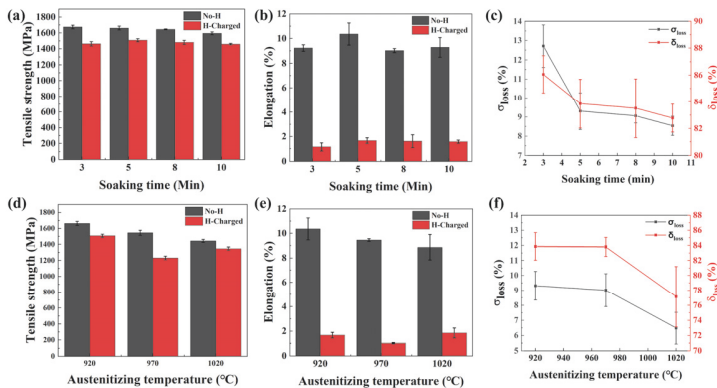 (a)
No-H
H-Charged
Tensile strength (MPa)
1800
1600
1400
1200
1000
800
600
400
200
0
3 5 8 10
Soaking time (Min)
(b)
No-H
H-Charged
Elongation (%)
12
10
8
6
4
2
0
3 5 8 10
Soaking time (Min)
(c)
σloss
δloss
σloss (%)
14
13
12
11
10
9
8
7
2 3 4 5 6 7 8 9 10 11
Soaking time (min)
δloss (%)
90
88
86
84
82
80
78
(d)
No-H
H-Charged
Tensile strength (MPa)
1800
1600
1400
1200
1000
800
600
400
200
0
920 970 1020
Austenitizing temperature (°C)
(e)
No-H
H-Charged
Elongation (%)
12
10
8
6
4
2
0
920 970 1020
Austenitizing temperature (°C)
(f)
σloss
δloss
σloss (%)
14
13
12
11
10
9
8
7
6
5
920 940 960 980 1000 1020
Austenitizing temperature (°C)
δloss (%)
90
88
86
84
82
80
78
76
74
72
70